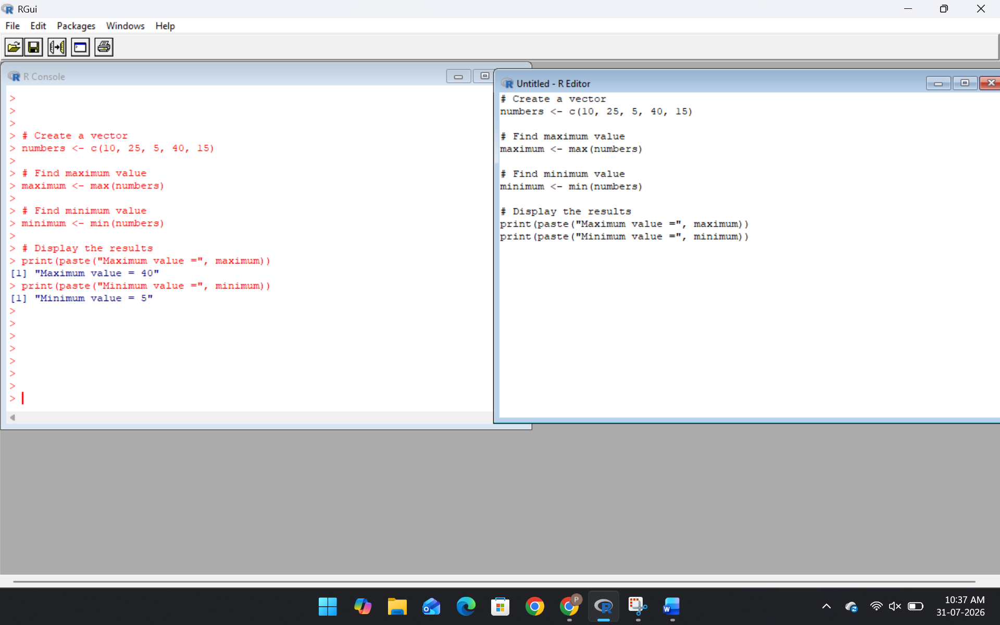 RGui
File Edit Packages Windows Help
R Console
>
>
>
> # Create a vector
> numbers <- c(10, 25, 5, 40, 15)
>
> # Find maximum value
> maximum <- max(numbers)
>
> # Find minimum value
> minimum <- min(numbers)
>
> # Display the results
> print(paste("Maximum value =", maximum))
[1] "Maximum value = 40"
> print(paste("Minimum value =", minimum))
[1] "Minimum value = 5"
>
>
>
>
>
>
>
>
Untitled - R Editor
# Create a vector
numbers <- c(10, 25, 5, 40, 15)

# Find maximum value
maximum <- max(numbers)

# Find minimum value
minimum <- min(numbers)

# Display the results
print(paste("Maximum value =", maximum))
print(paste("Minimum value =", minimum))
P
10:37 AM
31-07-2026